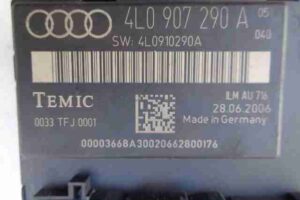 4L0 907 290 A 05
SW: 4L0910290A 040
TEMIC
ILM AU 716
28.06.2006
0033 TFJ 0001
Made in Germany
00003668A30020662800176